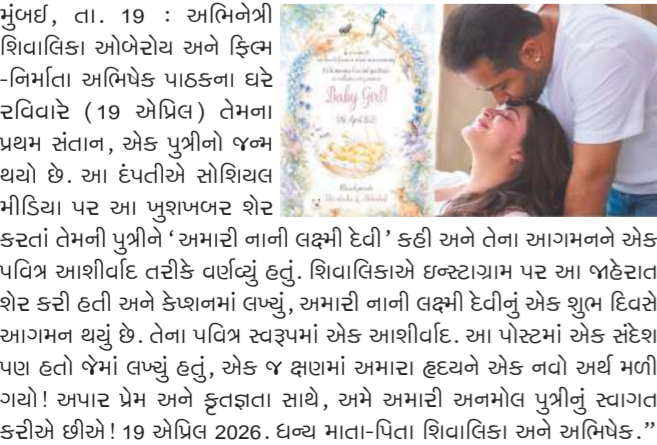 મુંબઈ, તા. 19 : અભિનેત્રી
શિવાલિકા ઓબેરોય અને ફિલ્મ
-નિર્માતા અભિષેક પાઠકના ઘરે
રવિવારે (19 એપ્રિલ) તેમના
પ્રથમ સંતાન, એક પુત્રીનો જન્મ
થયો છે. આ દંપતીએ સોશિયલ
મીડિયા પર આ ખુશખબર શેર
Baby Girl!
કરતાં તેમની પુત્રીને ‘અમારી નાની લક્ષ્મી દેવી’ કહી અને તેના આગમનને એક
પવિત્ર આશીર્વાદ તરીકે વર્ણવ્યું હતું. શિવાલિકાએ ઇન્સ્ટાગ્રામ પર આ જાહેરાત
શેર કરી હતી અને કેપ્શનમાં લખ્યું, અમારી નાની લક્ષ્મી દેવીનું એક શુભ દિવસે
આગમન થયું છે. તેના પવિત્ર સ્વરૂપમાં એક આશીર્વાદ. આ પોસ્ટમાં એક સંદેશ
પણ હતો જેમાં લખ્યું હતું, એક જ ક્ષણમાં અમારા હૃદયને એક નવો અર્થ મળી
ગયો! અપાર પ્રેમ અને કૃતજ્ઞતા સાથે, અમે અમારી અનમોલ પુત્રીનું સ્વાગત
કરીએ છીએ! 19 એપ્રિલ 2026. ધન્ય માતા-પિતા શિવાલિકા અને અભિષેક.”